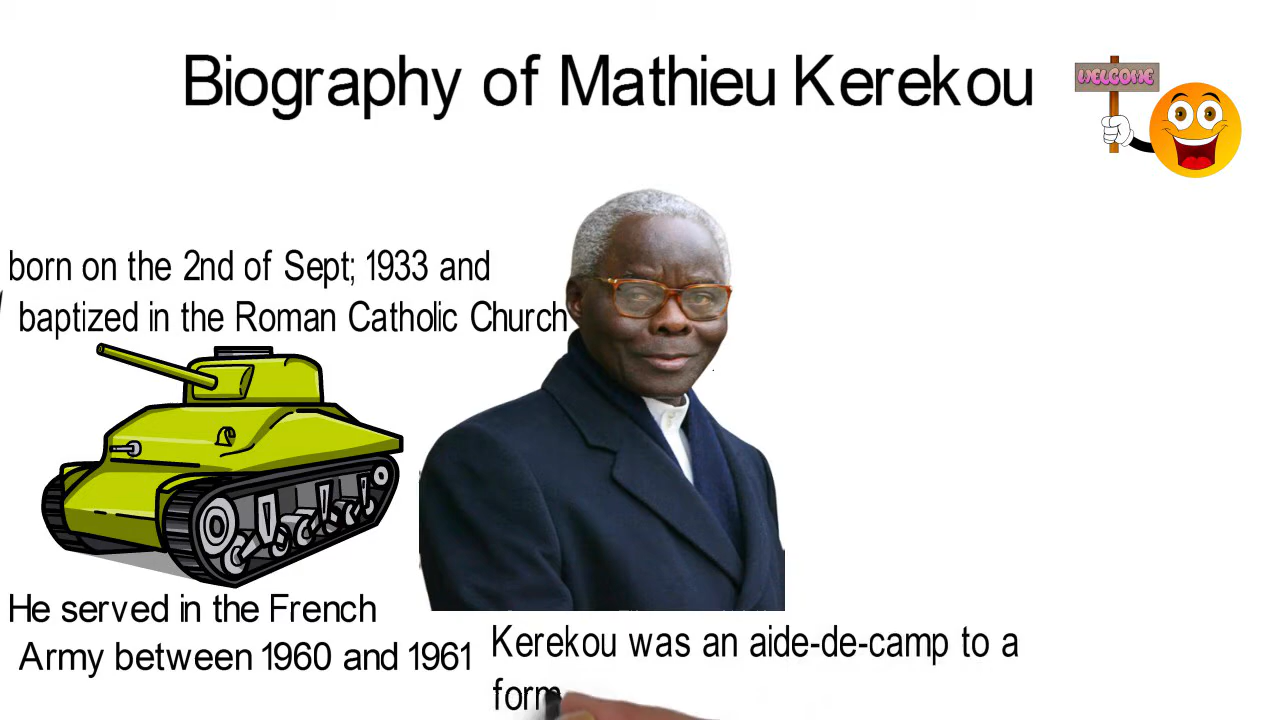 Biography of Mathieu Kerekou
WELCOME
born on the 2nd of Sept; 1933 and
baptized in the Roman Catholic Church
He served in the French
Army between 1960 and 1961
Kerekou was an aide-de-camp to a
form